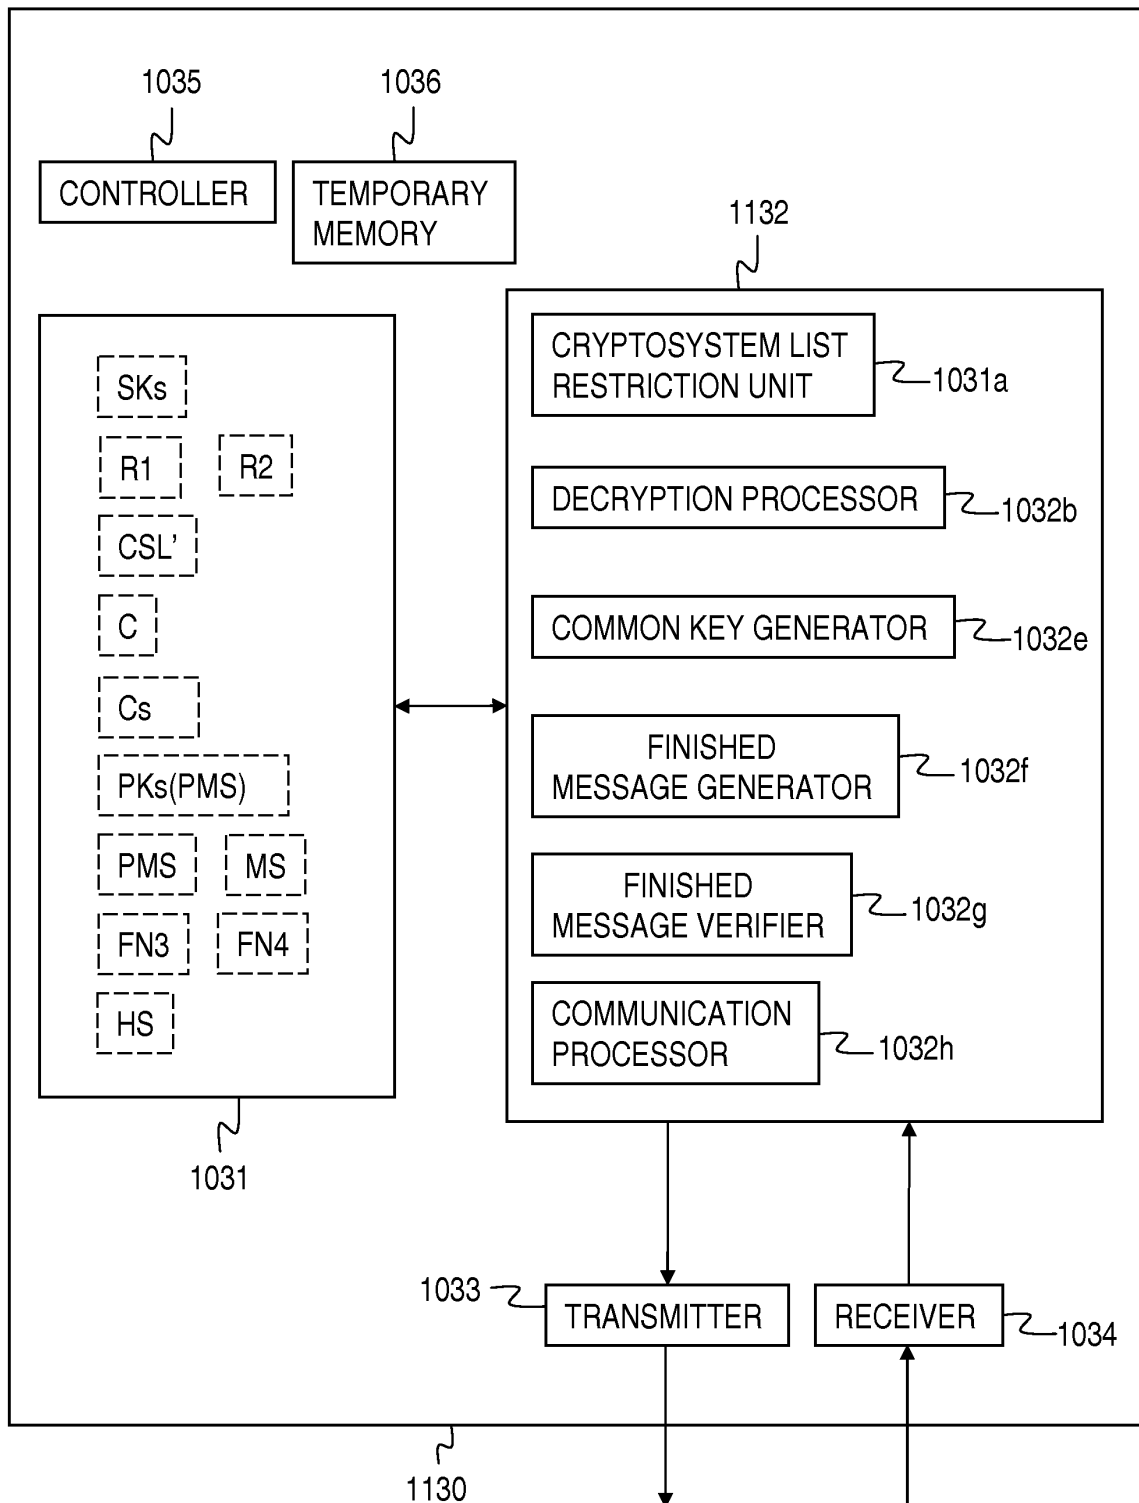 1035
1036
CONTROLLER
TEMPORARY
MEMORY
1132
SKs
R1
R2
CSL’
C
Cs
PKs(PMS)
PMS
MS
FN3
FN4
HS
1031
CRYPTOSYSTEM LIST
RESTRICTION UNIT
1031a
DECRYPTION PROCESSOR
1032b
COMMON KEY GENERATOR
1032e
FINISHED
MESSAGE GENERATOR
1032f
FINISHED
MESSAGE VERIFIER
1032g
COMMUNICATION
PROCESSOR
1032h
1033
TRANSMITTER
RECEIVER
1034
1130